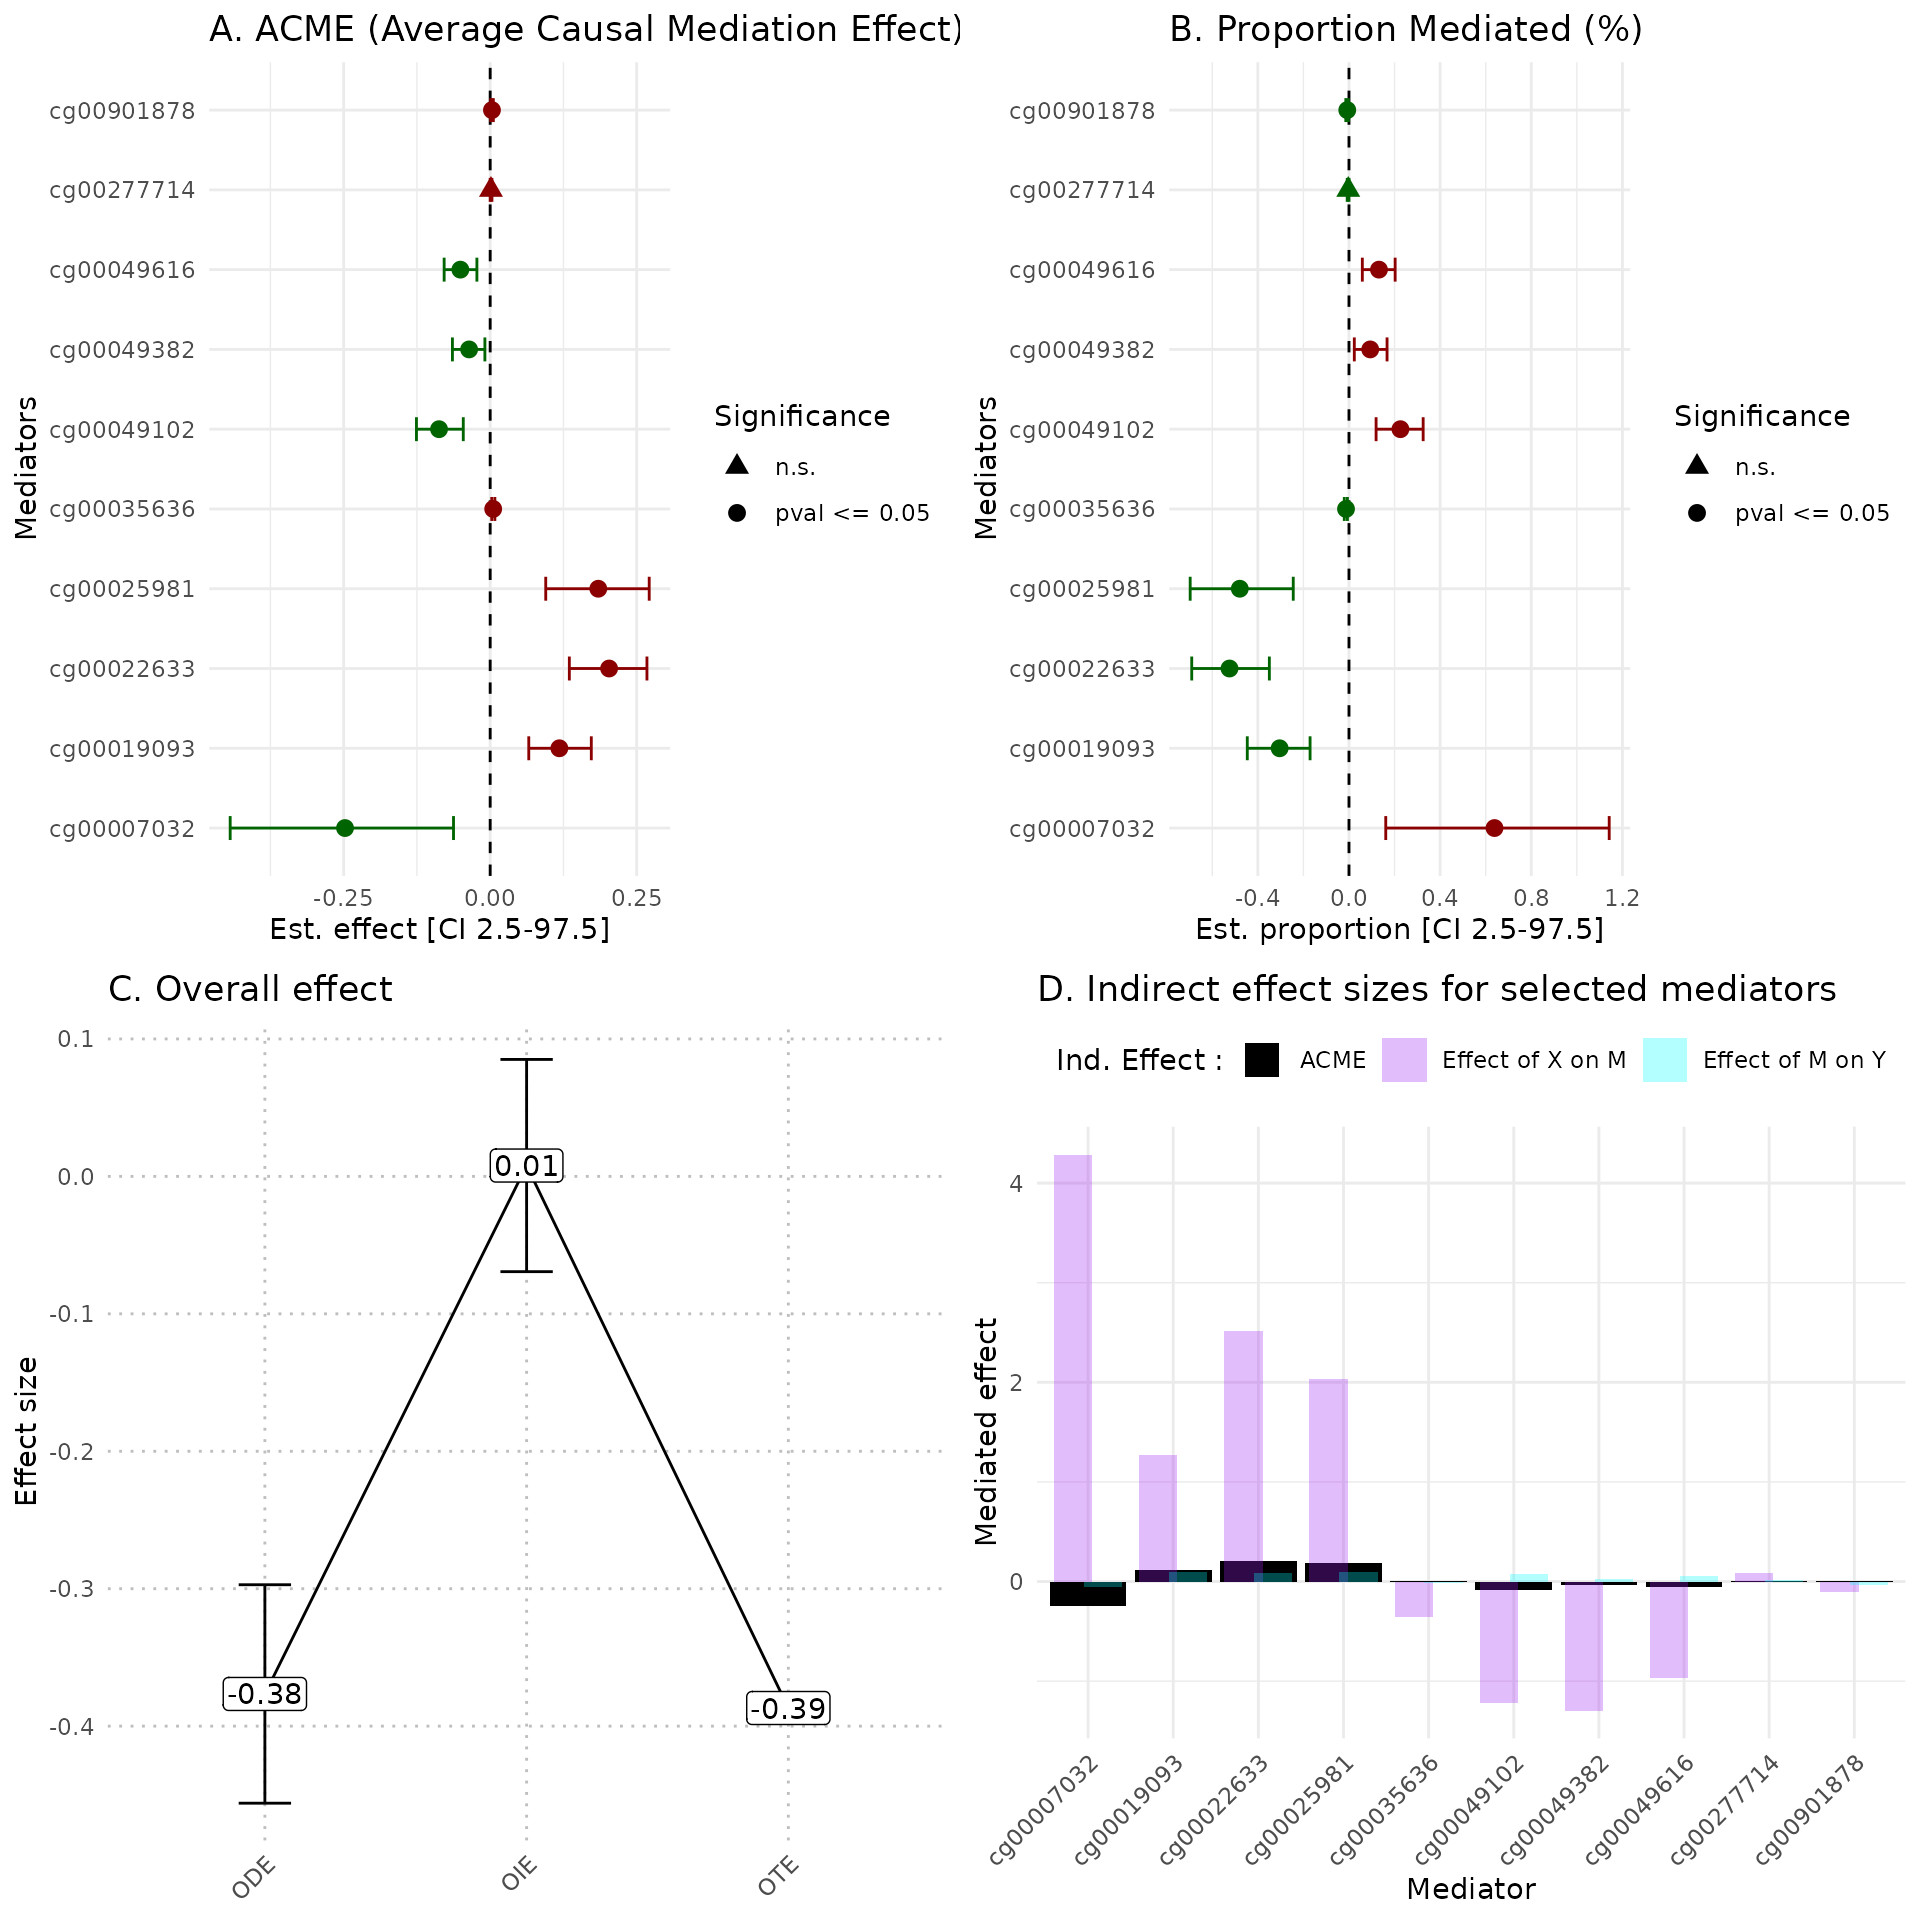 A. ACME (Average Causal Mediation Effect)
cg00901878
cg00277714
cg00049616
cg00049382
cg00049102
cg00035636
cg00025981
cg00022633
cg00019093
cg00007032
Mediators
-0.25 0.00 0.25
Est. effect [CI 2.5-97.5]
Significance
n.s.
pval <= 0.05
B. Proportion Mediated (%)
cg00901878
cg00277714
cg00049616
cg00049382
cg00049102
cg00035636
cg00025981
cg00022633
cg00019093
cg00007032
Mediators
-0.4 0.0 0.4 0.8 1.2
Est. proportion [CI 2.5-97.5]
Significance
n.s.
pval <= 0.05
C. Overall effect
0.1
0.0
-0.1
-0.2
-0.3
-0.4
Effect size
-0.38
0.01
-0.39
ODE
OIE
OTE
D. Indirect effect sizes for selected mediators
Ind. Effect : ACME Effect of X on M Effect of M on Y
4
2
0
Mediated effect
cg00007032
cg00019093
cg00022633
cg00025981
cg00035636
cg00049102
cg00049382
cg00049616
cg00277714
cg00901878
Mediator